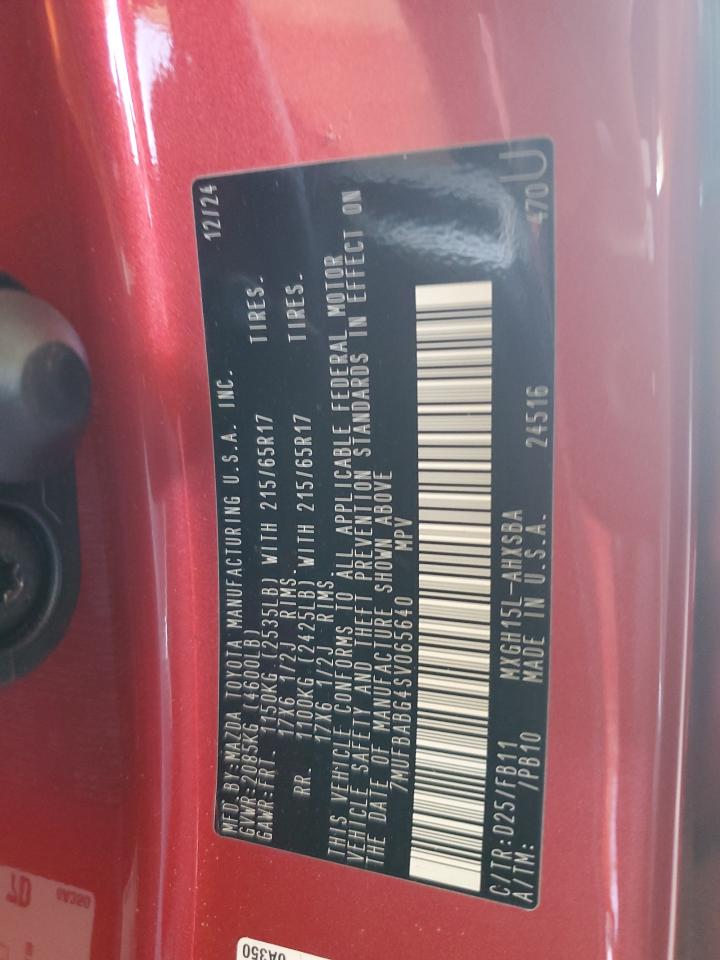 MFD.BY:MAZDA TOYOTA MANUFACTURING U.S.A. INC. 12/24
GVWR:2085KG (4600LB)
GAWR:FRT. 1150KG (2535LB) WITH 215/65R17 TIRES.
17X6 1/2J RIMS.
RR. 1100KG (2425LB) WITH 215/65R17 TIRES.
17X6 1/2J RIMS.
THIS VEHICLE CONFORMS TO ALL APPLICABLE FEDERAL MOTOR
VEHICLE SAFETY AND THEFT PREVENTION STANDARDS IN EFFECT ON
THE DATE OF MANUFACTURE SHOWN ABOVE
7MUFBABG4SV065640 MPV
C/TR:D25/FB11 MXGH15L-AHXSBA
A/TM: /PB10 MADE IN U.S.A. 24516 470 U
0A350